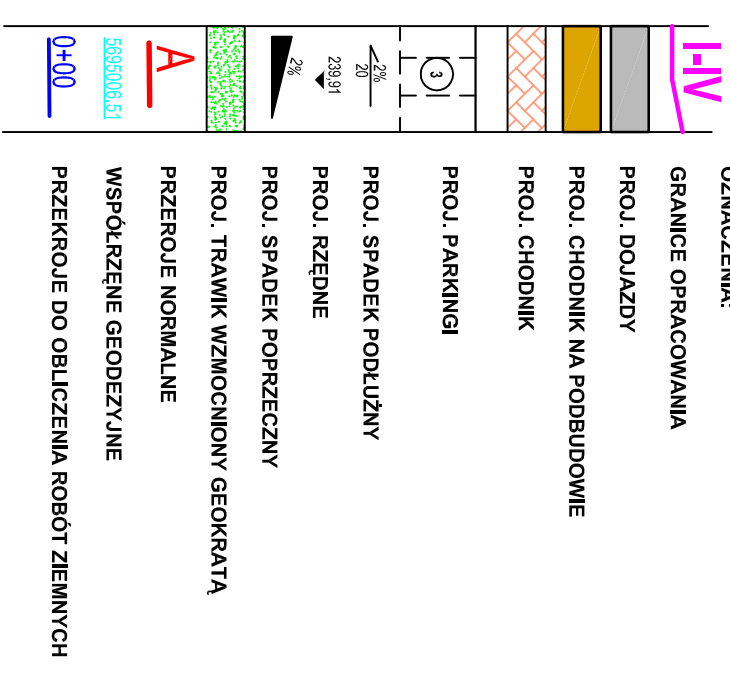 OZNACZENIA:
I-IV GRANICE OPRACOWANIA
PROJ. DOJAZDY
PROJ. CHODNIK NA PODBUDOWIE
PROJ. CHODNIK
3 PROJ. PARKINGI
2% 20 PROJ. SPADEK PODŁUŻNY
239,91 PROJ. RZĘDNE
2% PROJ. SPADEK POPRZECZNY
PROJ. TRAWIK WZMOCNIONY GEOKRATĄ
A PRZEROJE NORMALNE
5695006.51 WSPÓŁRZĘNE GEODEZYJNE
0+00 PRZEKROJE DO OBLICZENIA ROBÓT ZIEMNYCH